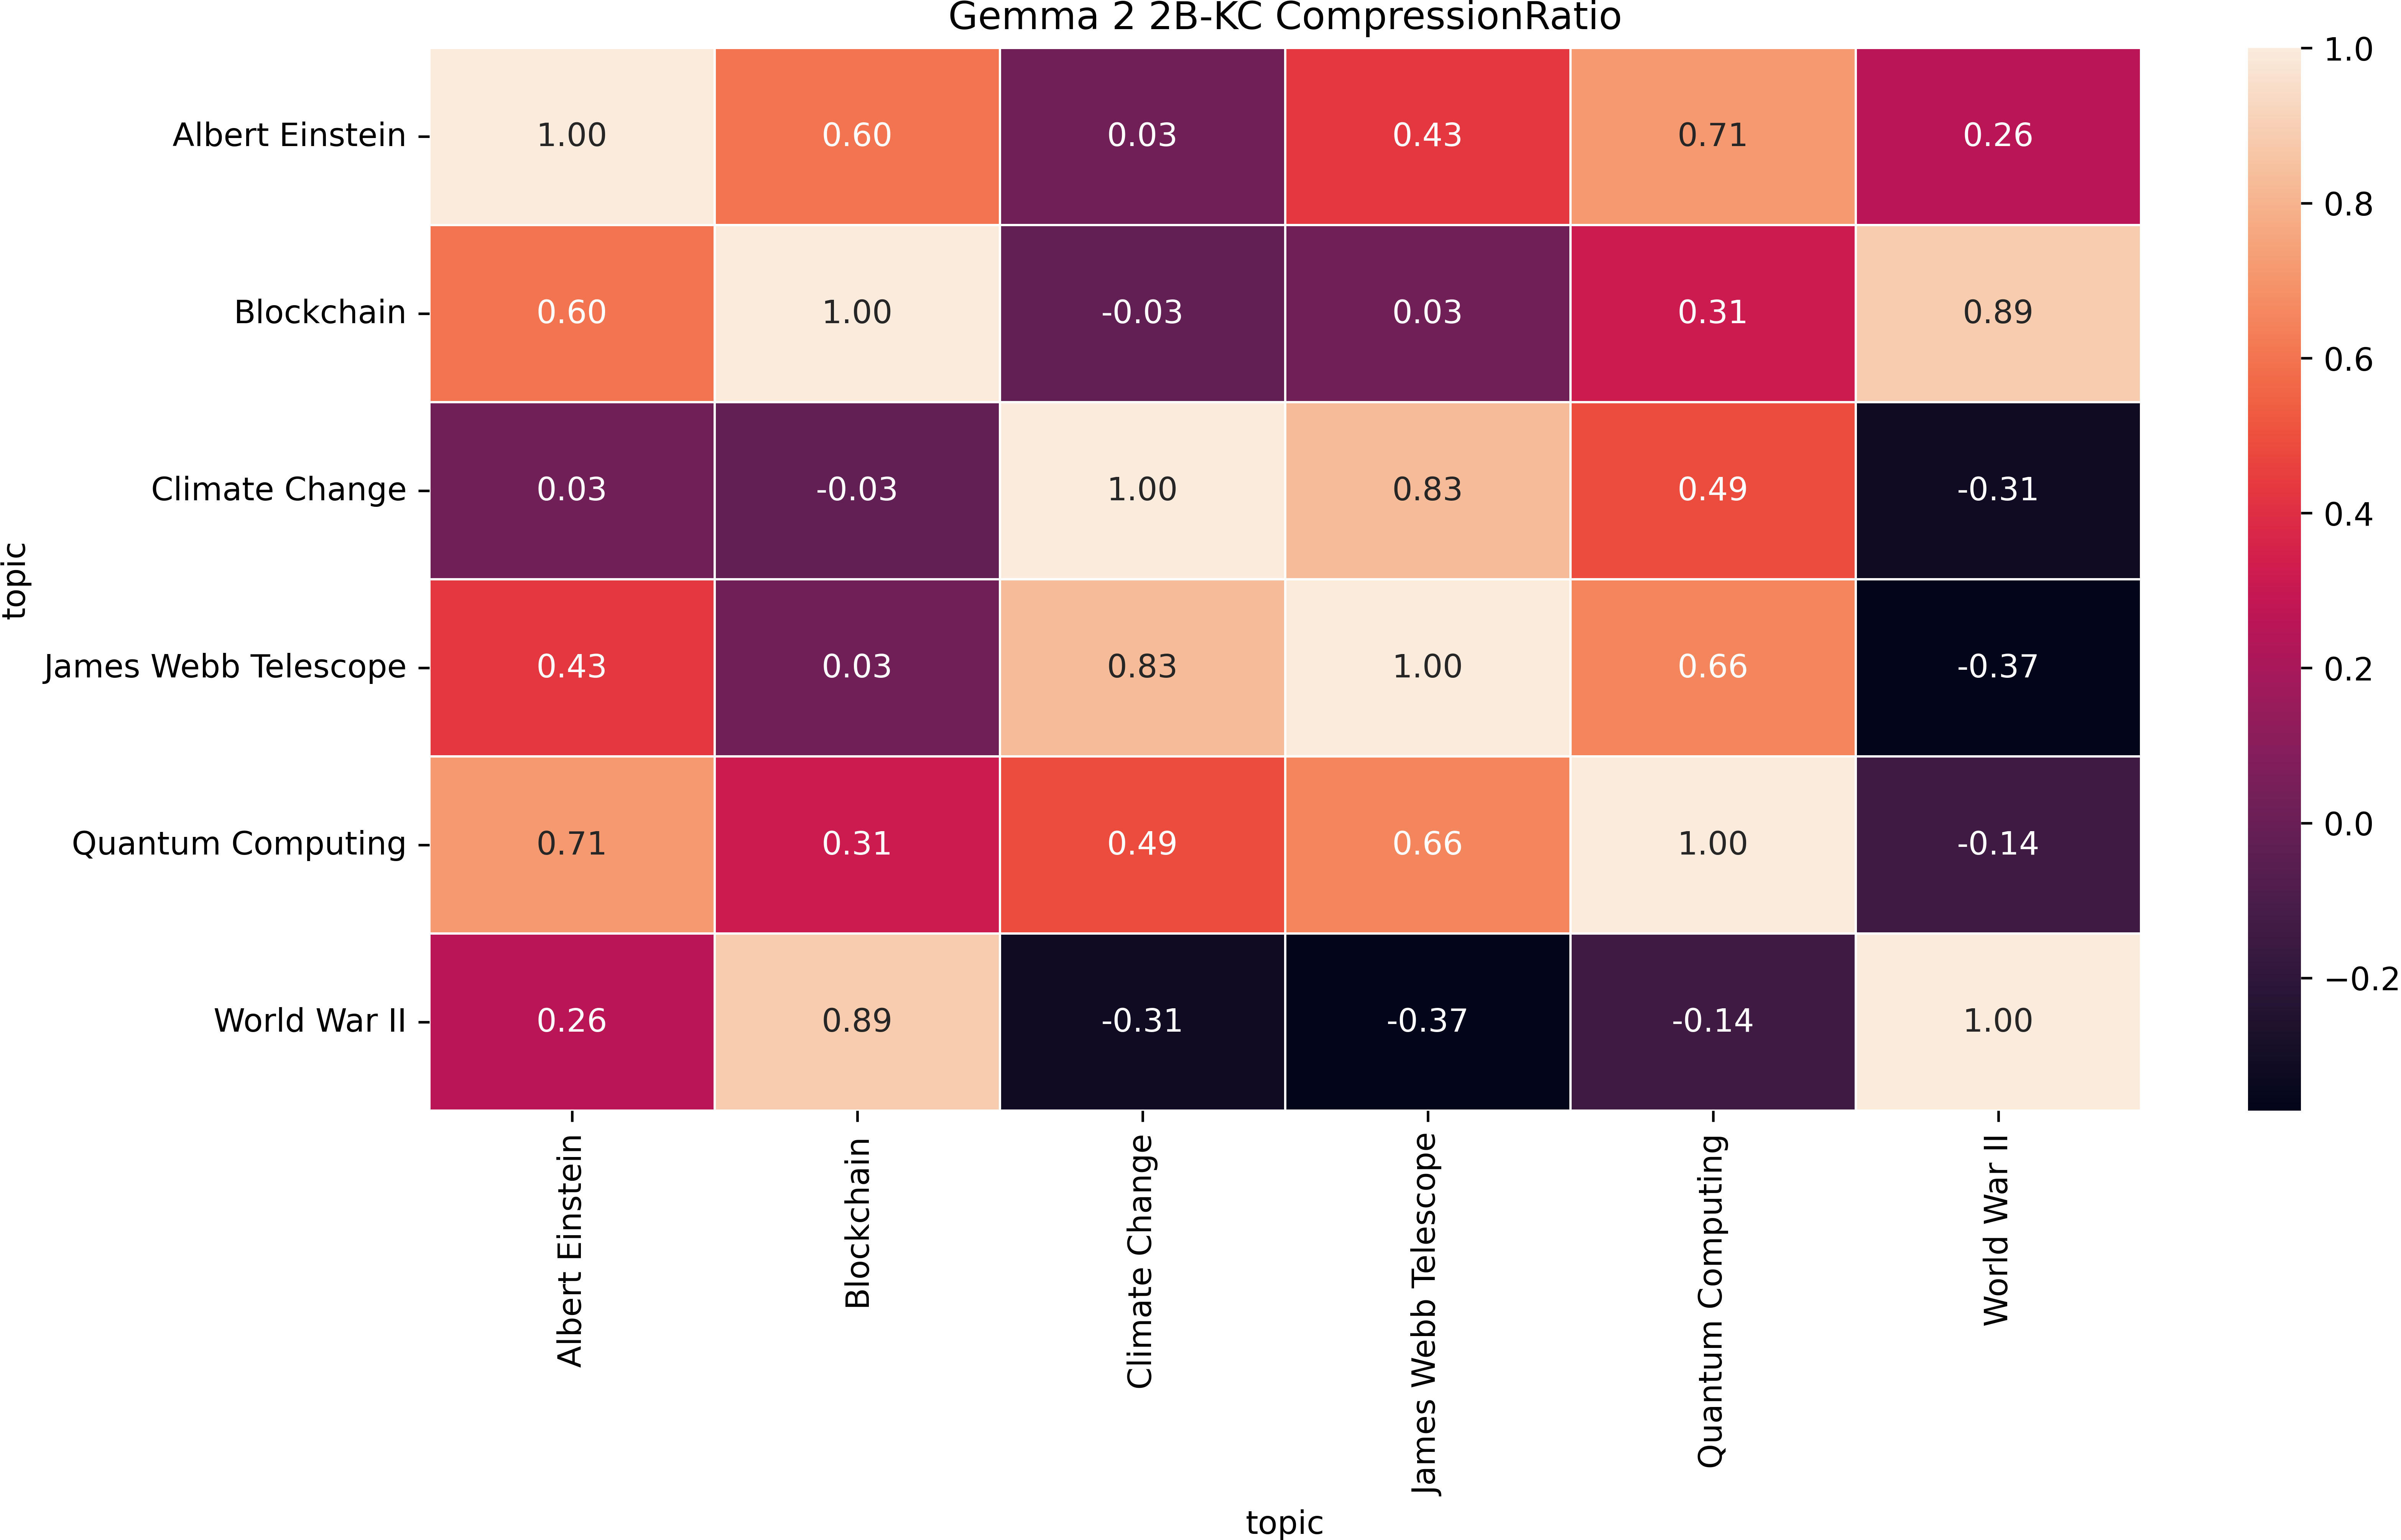 Gemma 2 2B-KC CompressionRatio
Albert Einstein 1.00 0.60 0.03 0.43 0.71 0.26
Blockchain 0.60 1.00 -0.03 0.03 0.31 0.89
Climate Change 0.03 -0.03 1.00 0.83 0.49 -0.31
James Webb Telescope 0.43 0.03 0.83 1.00 0.66 -0.37
Quantum Computing 0.71 0.31 0.49 0.66 1.00 -0.14
World War II 0.26 0.89 -0.31 -0.37 -0.14 1.00
topic
Albert Einstein
Blockchain
Climate Change
James Webb Telescope
Quantum Computing
World War II
topic
1.0
0.8
0.6
0.4
0.2
0.0
−0.2